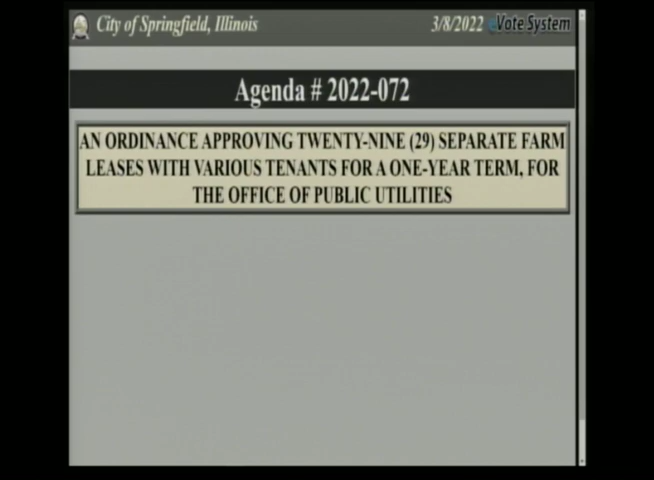 City of Springfield, Illinois 3/8/2022 eVote System
Agenda # 2022-072
AN ORDINANCE APPROVING TWENTY-NINE (29) SEPARATE FARM
LEASES WITH VARIOUS TENANTS FOR A ONE-YEAR TERM, FOR
THE OFFICE OF PUBLIC UTILITIES